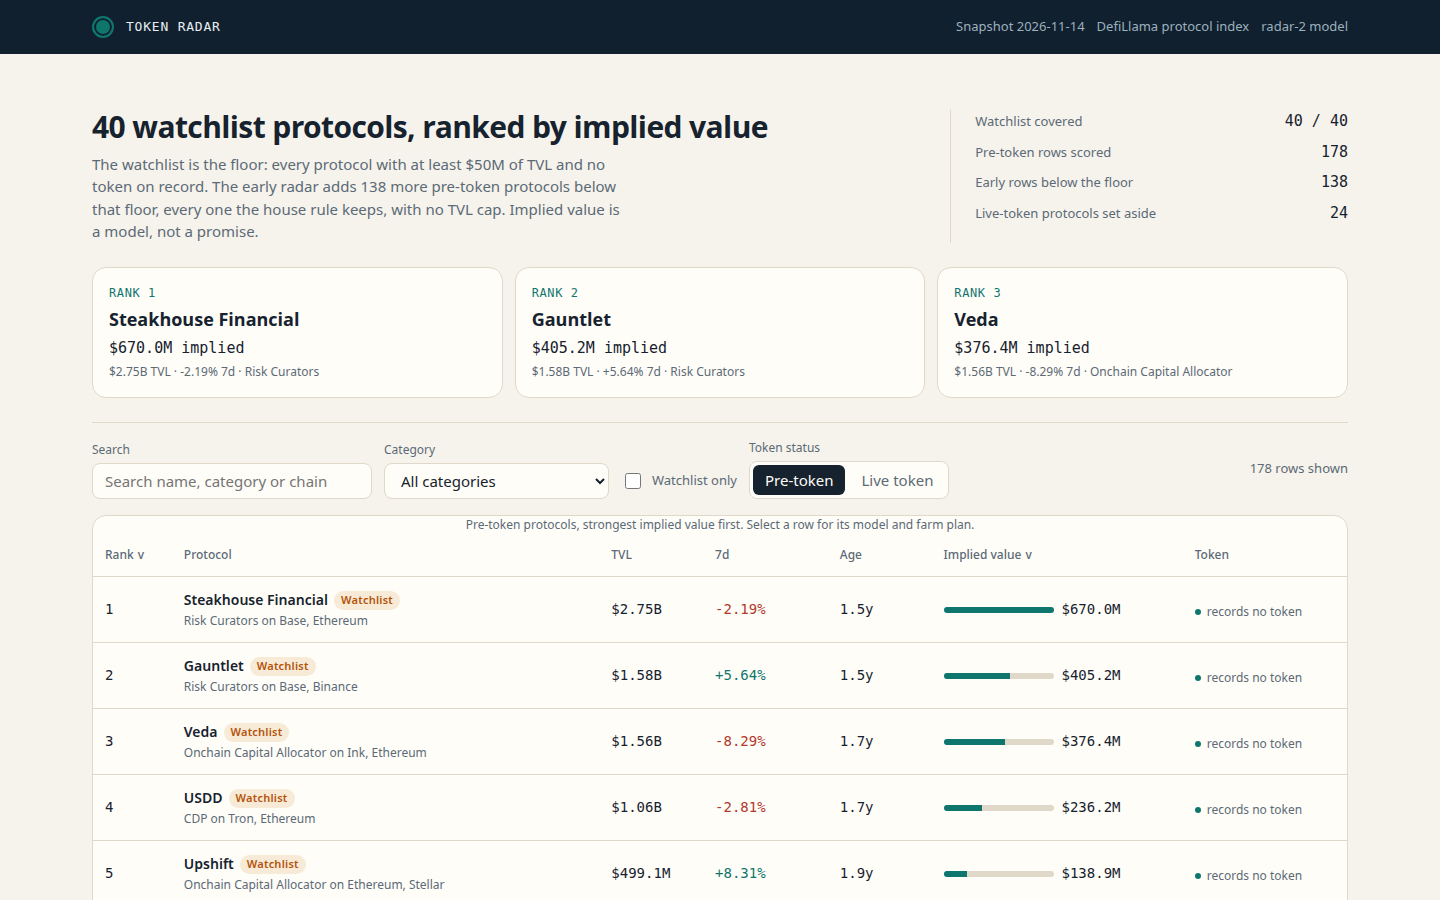 TOKEN RADAR
Snapshot 2026-11-14 DefiLlama protocol index radar-2 model
40 watchlist protocols, ranked by implied value
The watchlist is the floor: every protocol with at least $50M of TVL and no
token on record. The early radar adds 138 more pre-token protocols below
that floor, every one the house rule keeps, with no TVL cap. Implied value is
a model, not a promise.
Watchlist covered 40 / 40
Pre-token rows scored 178
Early rows below the floor 138
Live-token protocols set aside 24
RANK 1
Steakhouse Financial
$670.0M implied
$2.75B TVL · -2.19% 7d · Risk Curators
RANK 2
Gauntlet
$405.2M implied
$1.58B TVL · +5.64% 7d · Risk Curators
RANK 3
Veda
$376.4M implied
$1.56B TVL · -8.29% 7d · Onchain Capital Allocator
Search
Search name, category or chain
Category
All categories
Watchlist only
Token status
Pre-token Live token
178 rows shown
Pre-token protocols, strongest implied value first. Select a row for its model and farm plan.
Rank v Protocol TVL 7d Age Implied value v Token
1 Steakhouse Financial Watchlist $2.75B -2.19% 1.5y $670.0M records no token
Risk Curators on Base, Ethereum
2 Gauntlet Watchlist $1.58B +5.64% 1.5y $405.2M records no token
Risk Curators on Base, Binance
3 Veda Watchlist $1.56B -8.29% 1.7y $376.4M records no token
Onchain Capital Allocator on Ink, Ethereum
4 USDD Watchlist $1.06B -2.81% 1.7y $236.2M records no token
CDP on Tron, Ethereum
5 Upshift Watchlist $499.1M +8.31% 1.9y $138.9M records no token
Onchain Capital Allocator on Ethereum, Stellar